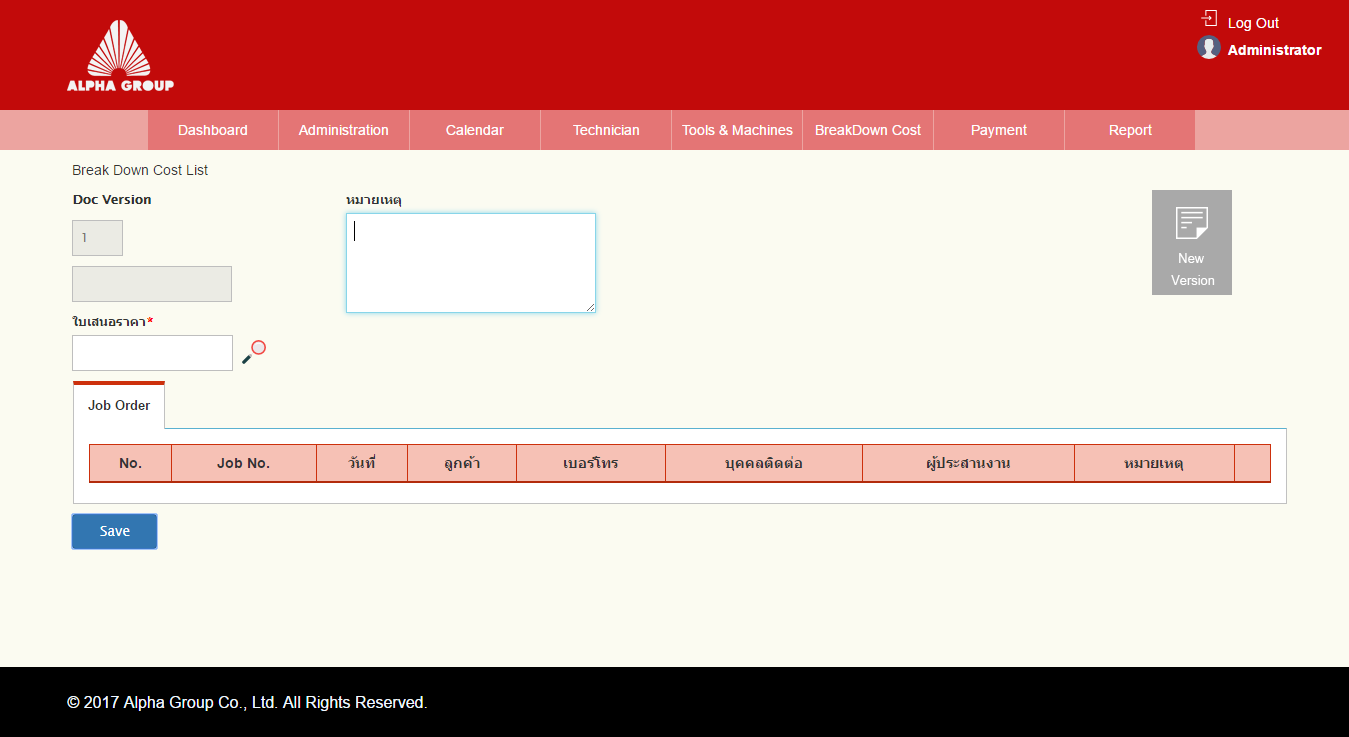 Log Out
Administrator
ALPHA GROUP
Dashboard
Administration
Calendar
Technician
Tools & Machines
BreakDown Cost
Payment
Report
Break Down Cost List
Doc Version
หมายเหตุ
1
New
Version
ใบเสนอราคา*
Job Order
No.
Job No.
วันที่
ลูกค้า
เบอร์โทร
บุคคลติดต่อ
ผู้ประสานงาน
หมายเหตุ
Save
© 2017 Alpha Group Co., Ltd. All Rights Reserved.